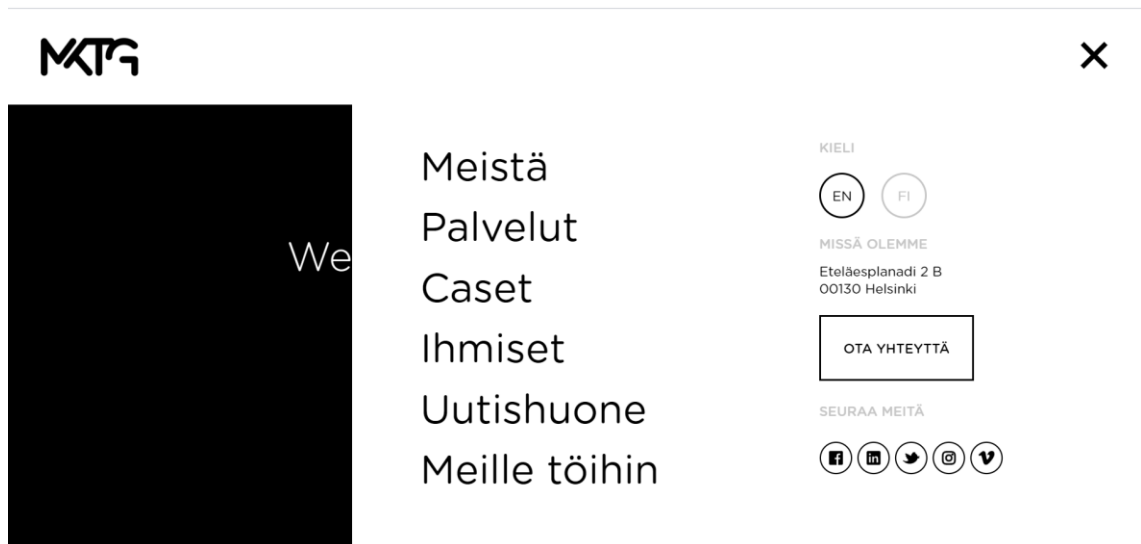 MKTG
We
Meistä
Palvelut
Caset
Ihmiset
Uutishuone
Meille töihin
KIELI
EN FI
MISSÄ OLEMME
Eteläesplanadi 2 B
00130 Helsinki
OTA YHTEYTTÄ
SEURAA MEITÄ